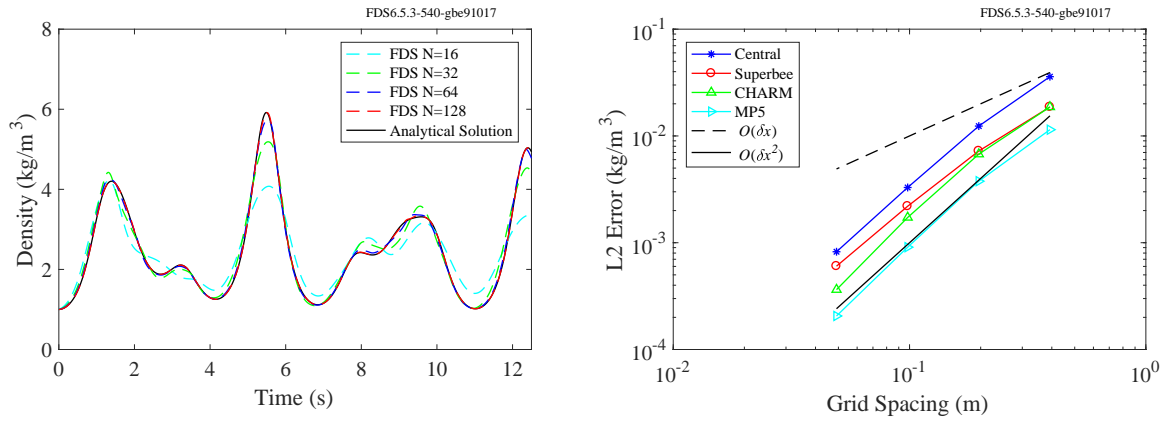 FDS6.5.3-540-gbe91017
Density (kg/m³)
8
6
4
2
0
FDS N=16
FDS N=32
FDS N=64
FDS N=128
Analytical Solution
0 2 4 6 8 10 12
Time (s)
FDS6.5.3-540-gbe91017
L2 Error (kg/m³)
10⁻¹
10⁻²
10⁻³
10⁻⁴
Central
Superbee
CHARM
MP5
O(δx)
O(δx²)
10⁻² 10⁻¹ 10⁰
Grid Spacing (m)